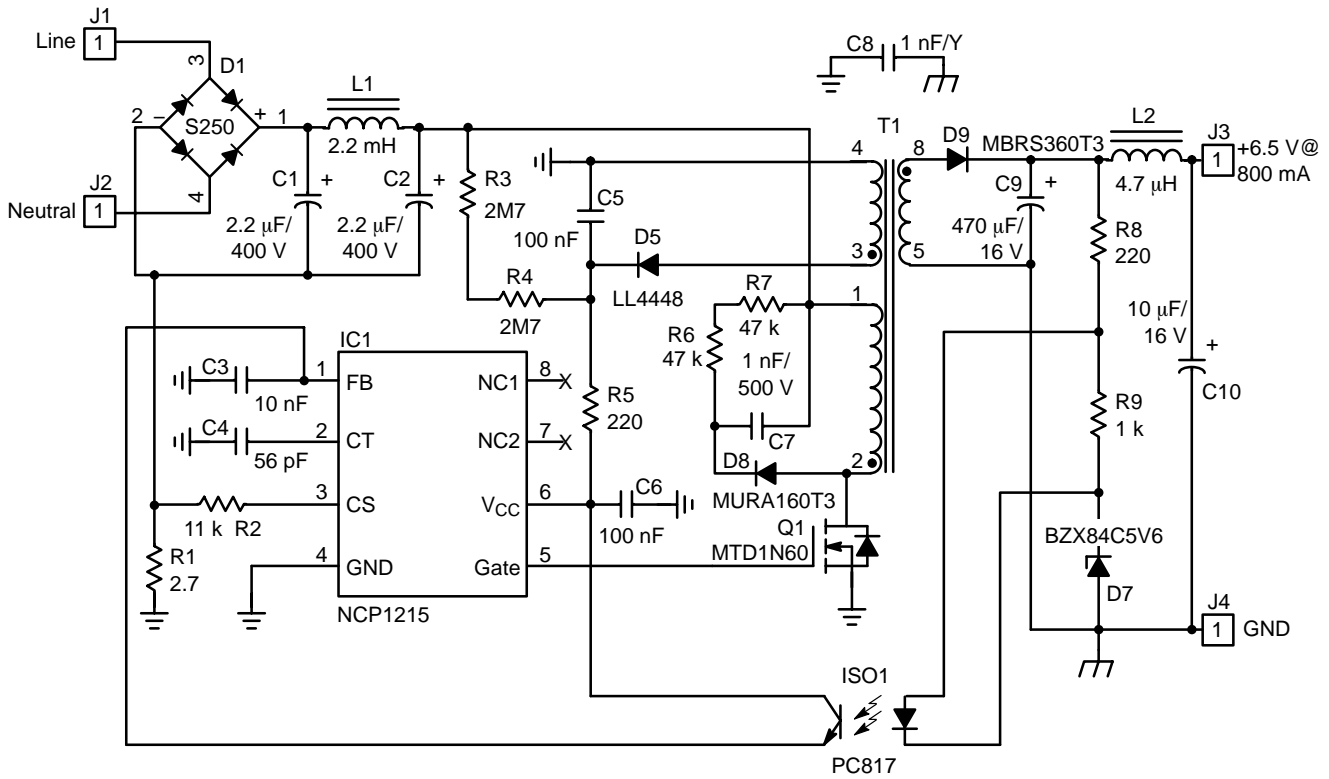 J1
Line 1
3
D1
2 – S250 + 1
4
J2
Neutral 1
L1
2.2 mH
C1 +
2.2 μF/
400 V
C2 +
2.2 μF/
400 V
R3
2M7
R4
2M7
C5
100 nF
D5
LL4448
C8 1 nF/Y
T1
4
3
8
5
1
2
D9
MBRS360T3
L2
4.7 μH
J3
1
+6.5 V@
800 mA
C9 +
470 μF/
16 V
R8
220
10 μF/
16 V
+
C10
R7
47 k
R6
47 k
1 nF/
500 V
C7
D8
MURA160T3
Q1
MTD1N60
R9
1 k
BZX84C5V6
D7
J4
1 GND
IC1
C3
10 nF
1 FB
C4
56 pF
2 CT
11 k R2
3 CS
4 GND
R1
2.7
NC1 8 X
NC2 7 X
VCC 6
Gate 5
NCP1215
R5
220
C6
100 nF
ISO1
PC817